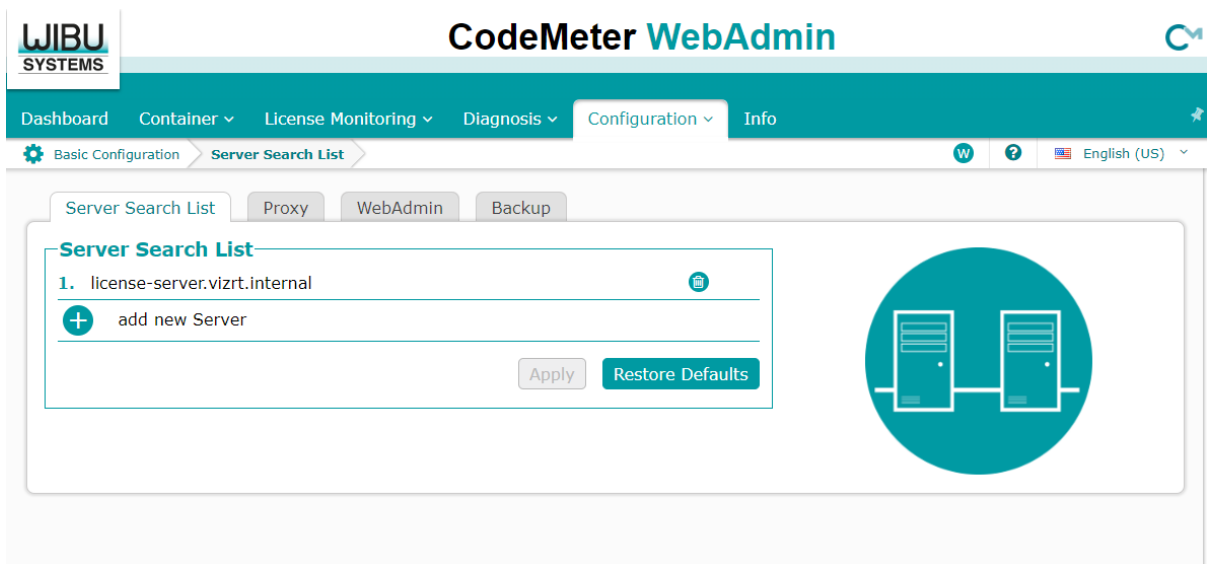 WIBU
SYSTEMS
CodeMeter WebAdmin
CM
Dashboard Container License Monitoring Diagnosis Configuration Info
Basic Configuration Server Search List W ? English (US)
Server Search List Proxy WebAdmin Backup
Server Search List
1. license-server.vizrt.internal
+ add new Server
Apply Restore Defaults